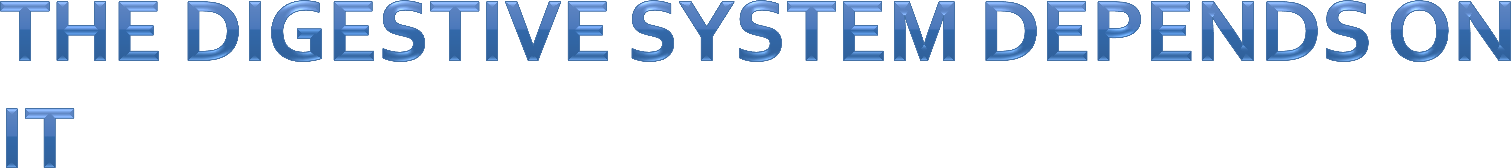 THE DIGESTIVE SYSTEM DEPENDS ON
IT